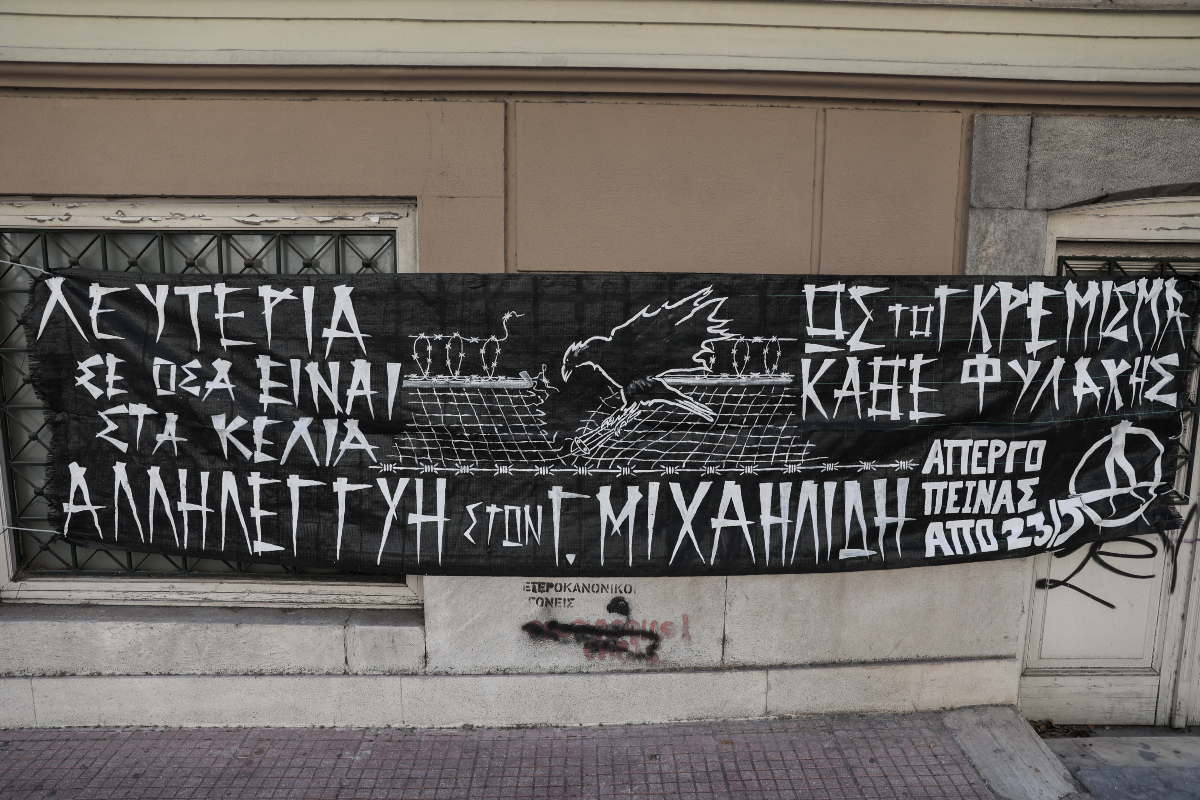 ΛΕΥΤΕΡΙΑ
ΣΕ ΟΣΑ ΕΙΝΑΙ
ΣΤΑ ΚΕΛΙΑ
ΩΣ ΤΟ ΓΚΡΕΜΙΣΜΑ
ΚΑΘΕ ΦΥΛΑΚΗΣ
ΑΛΛΗΛΕΓΓΥΗ ΣΤΟΝ Γ. ΜΙΧΑΗΛΙΔΗ
ΑΠΕΡΓΟ
ΠΕΙΝΑΣ
ΑΠΟ 23/5
ΕΤΕΡΟΚΑΝΟΝΙΚΟΙ
ΓΟΝΕΙΣ